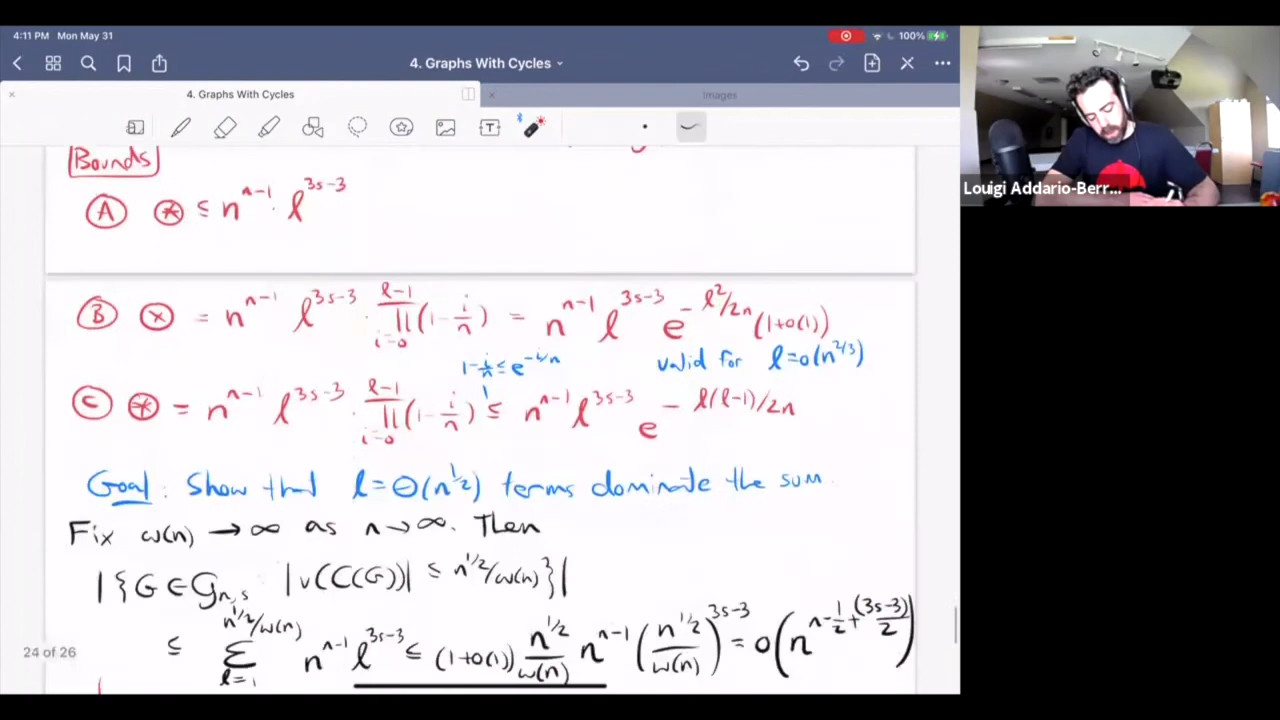 4:11 PM Mon May 31
100%
4. Graphs With Cycles
4. Graphs With Cycles
Images
Bounds
Ⓐ ⊛ ≤ n^{n-1} · l^{3s-3}
Ⓑ ⊛ = n^{n-1} l^{3s-3} · ∏_{i=0}^{l-1} (1 - i/n) = n^{n-1} l^{3s-3} e^{-l²/2n} (1+o(1))
1 - i/n ≤ e^{-i/n} valid for l = o(n^{2/3})
Ⓒ ⊛ = n^{n-1} l^{3s-3} · ∏_{i=0}^{l-1} (1 - i/n) ≤ n^{n-1} l^{3s-3} e^{-l(l-1)/2n}
Goal: Show that l = Θ(n^{1/2}) terms dominate the sum.
Fix ω(n) → ∞ as n → ∞. Then
|{G ∈ G_{n,s} |v(C(G))| ≤ n^{1/2}/ω(n)}|
≤ ∑_{l=1}^{n^{1/2}/ω(n)} n^{n-1} l^{3s-3} ≤ (1+o(1)) n^{1/2}/ω(n) n^{n-1} (n^{1/2}/ω(n))^{3s-3} = o(n^{n-1/2+(3s-3)/2})
24 of 26
Louigi Addario-Berr...